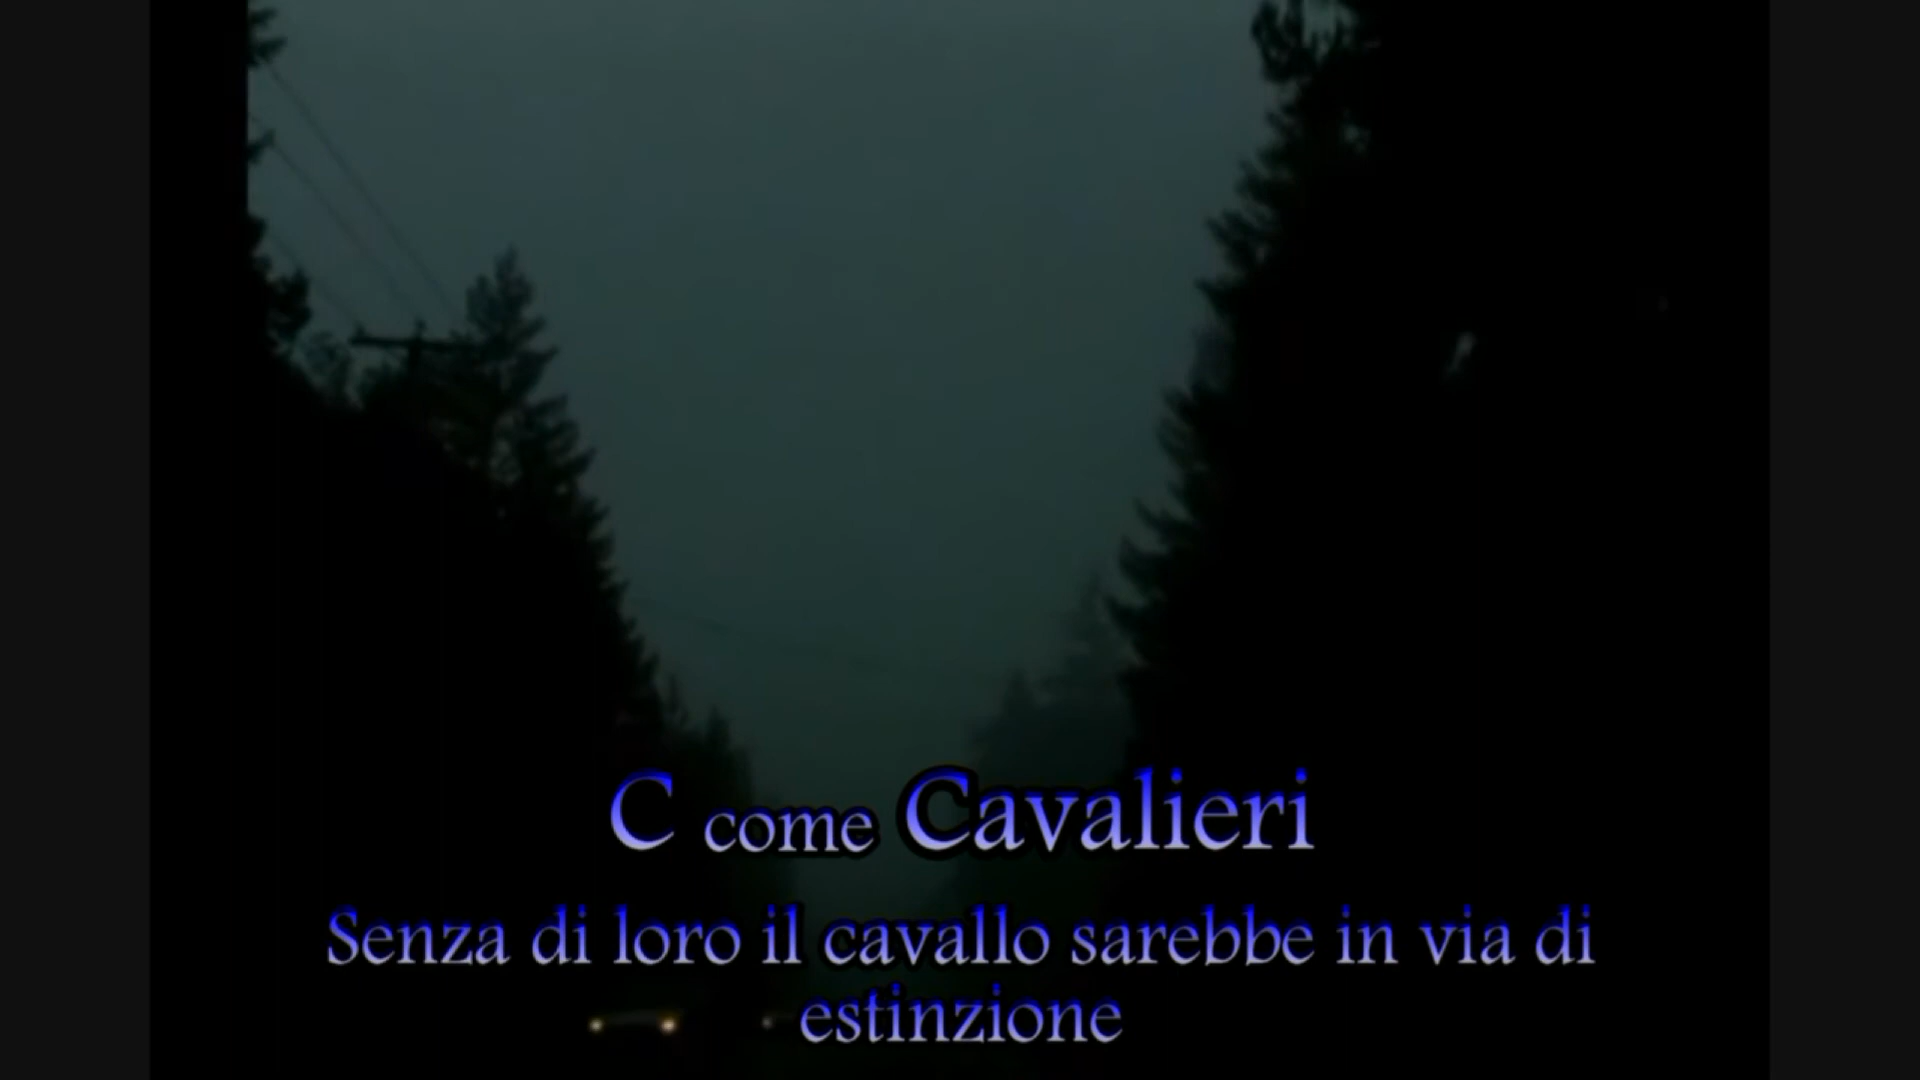 C come Cavalieri
Senza di loro il cavallo sarebbe in via di
estinzione